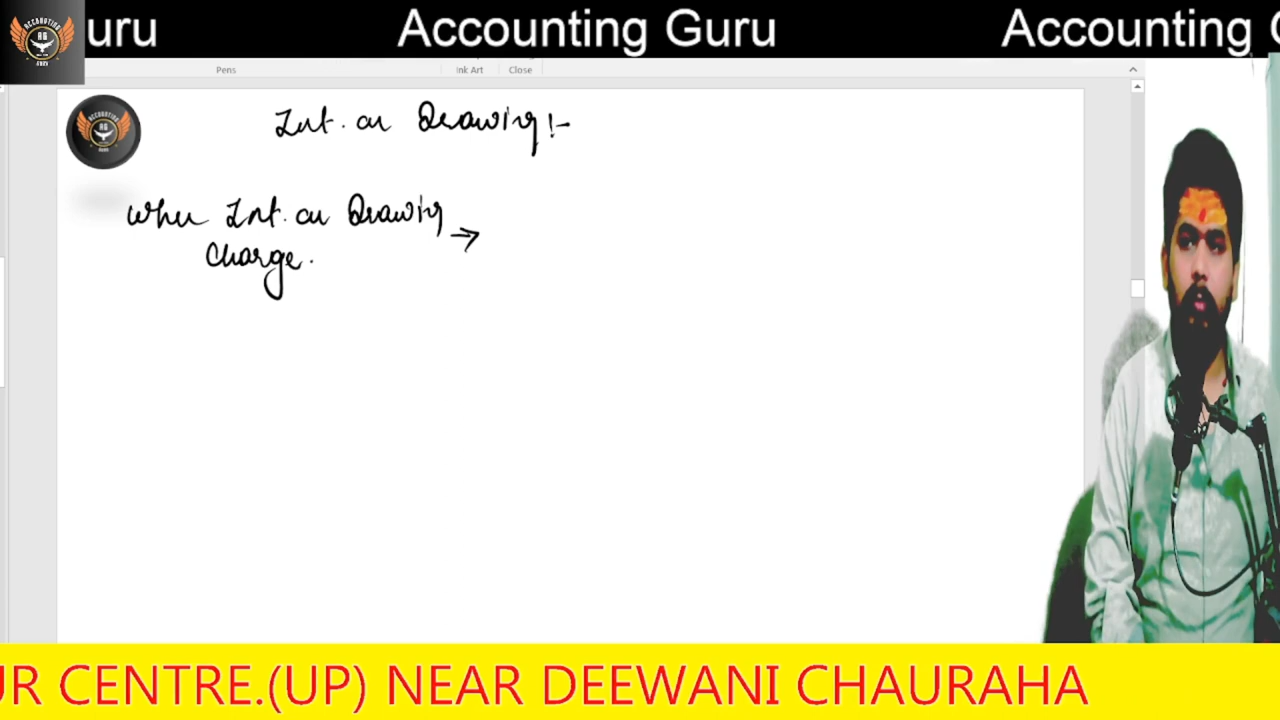 uru Accounting Guru Accounting G
Pens Ink Art Close
Int. on Drawing :-
When Int. on Drawing →
Charge.
UR CENTRE.(UP) NEAR DEEWANI CHAURAHA